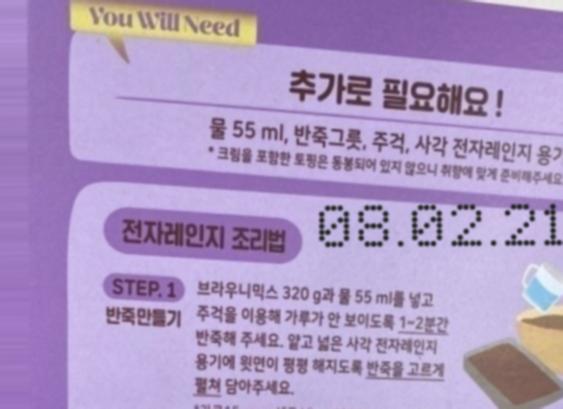 You Will Need
추가로 필요해요 !
물 55 ml, 반죽그릇, 주걱, 사각 전자레인지 용기
* 크림을 포함한 토핑은 동봉되어 있지 않으니 취향에 맞게 준비해주세요
전자레인지 조리법
08.02.21
STEP. 1
반죽만들기
브라우니믹스 320 g과 물 55 ml를 넣고
주걱을 이용해 가루가 안 보이도록 1~2분간
반죽해 주세요. 얇고 넓은 사각 전자레인지
용기에 윗면이 평평 해지도록 반죽을 고르게
펼쳐 담아주세요.